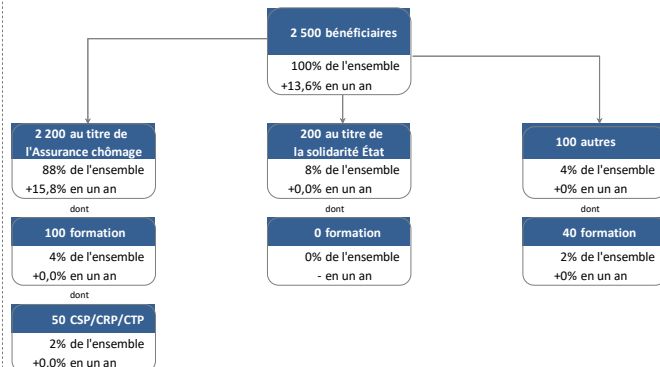 2 500 bénéficiaires
100% de l'ensemble
+13,6% en un an
2 200 au titre de
l'Assurance chômage
88% de l'ensemble
+15,8% en un an
dont
100 formation
4% de l'ensemble
+0,0% en un an
dont
50 CSP/CRP/CTP
2% de l'ensemble
+0,0% en un an
200 au titre de
la solidarité État
8% de l'ensemble
+0,0% en un an
dont
0 formation
0% de l'ensemble
- en un an
100 autres
4% de l'ensemble
+0% en un an
dont
40 formation
2% de l'ensemble
+0% en un an